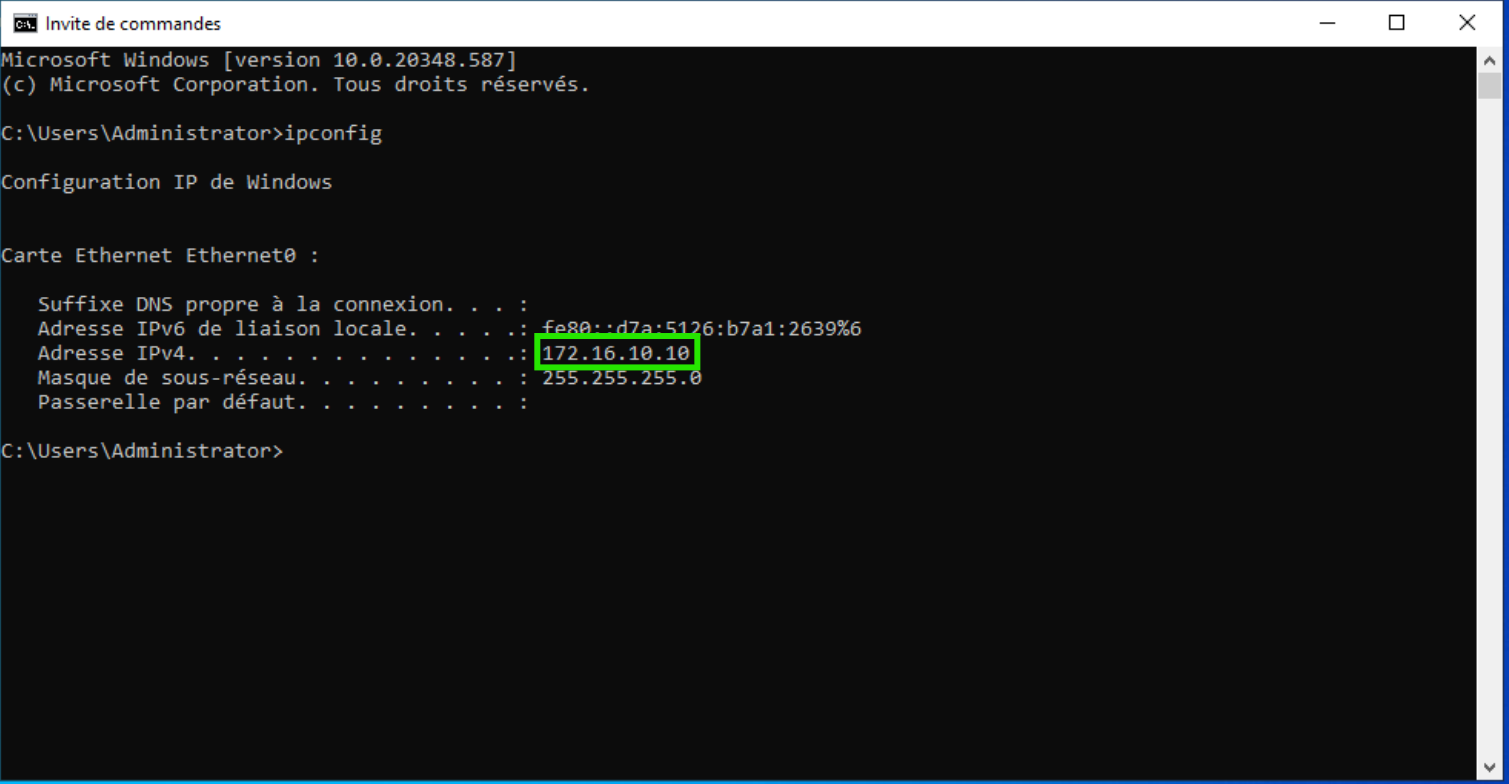 Invite de commandes
Microsoft Windows [version 10.0.20348.587]
(c) Microsoft Corporation. Tous droits réservés.
C:\Users\Administrator>ipconfig
Configuration IP de Windows
Carte Ethernet Ethernet0 :
Suffixe DNS propre à la connexion. . . :
Adresse IPv6 de liaison locale. . . . .: fe80::d7a:5126:b7a1:2639%6
Adresse IPv4. . . . . . . . . . . . . .: 172.16.10.10
Masque de sous-réseau. . . . . . . . . : 255.255.255.0
Passerelle par défaut. . . . . . . . . :
C:\Users\Administrator>